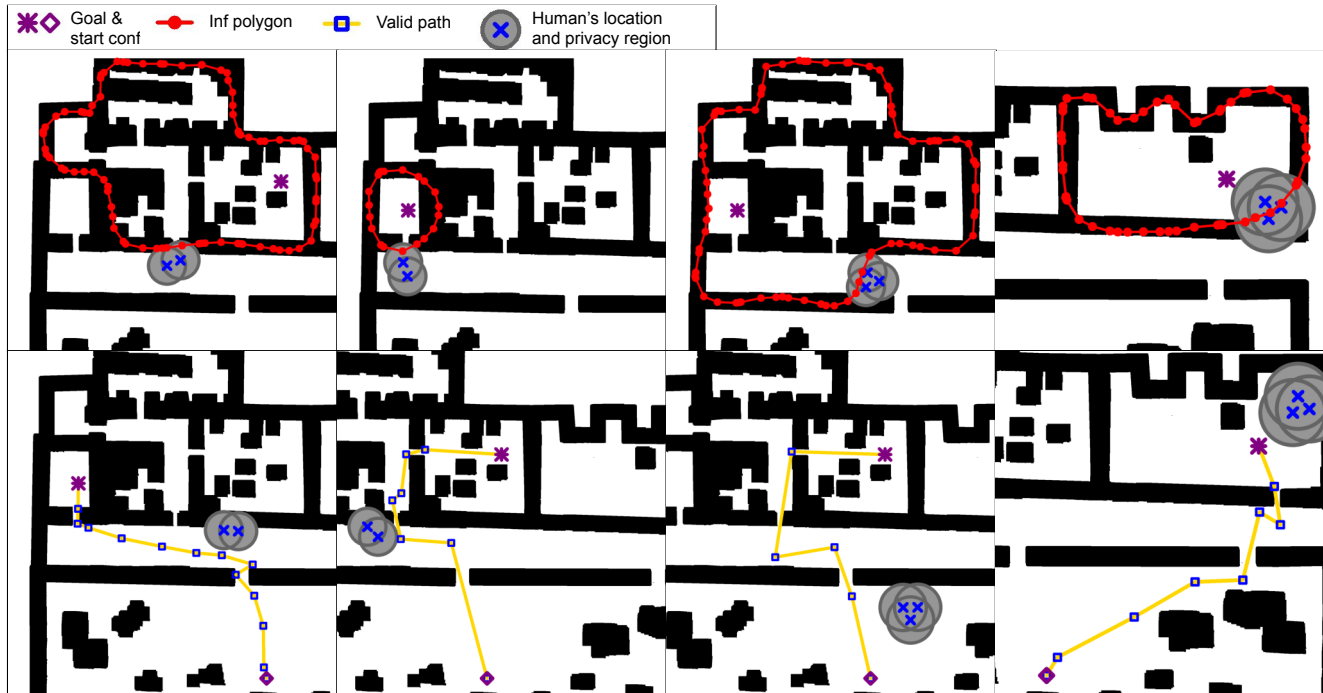 Goal &
start conf
Inf polygon
Valid path
Human's location
and privacy region